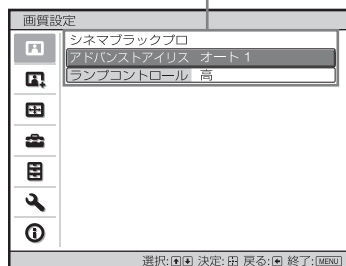 画質設定
シネマブラックプロ
アドバンストアイリス オート 1
ランプコントロール 高
選択:↑↓ 決定:⊞ 戻る:← 終了:MENU